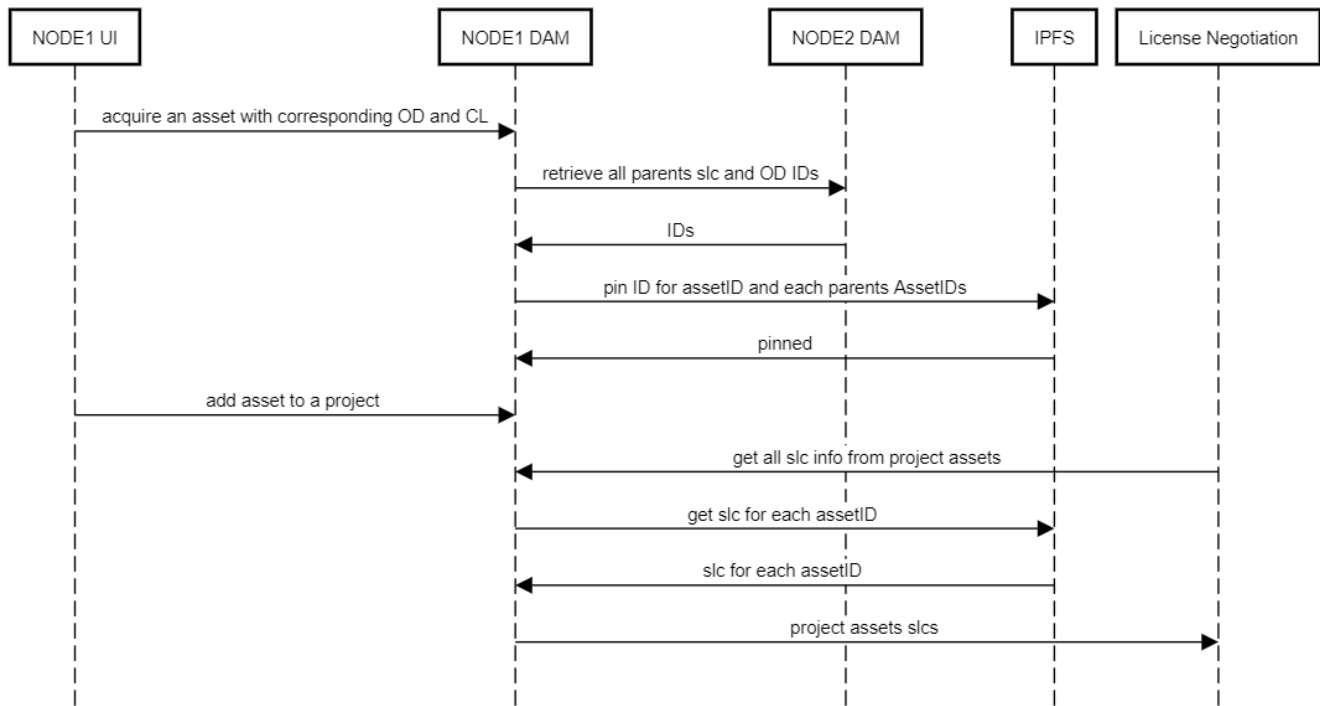 NODE1 UI
NODE1 DAM
NODE2 DAM
IPFS
License Negotiation
acquire an asset with corresponding OD and CL
retrieve all parents slc and OD IDs
IDs
pin ID for assetID and each parents AssetIDs
pinned
add asset to a project
get all slc info from project assets
get slc for each assetID
slc for each assetID
project assets slcs